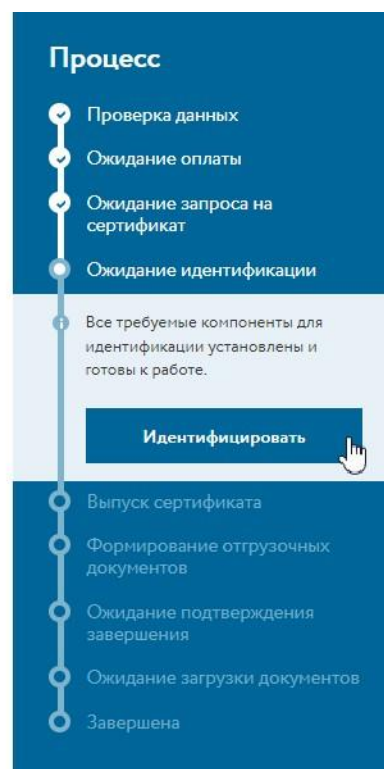 Процесс
Проверка данных
Ожидание оплаты
Ожидание запроса на
сертификат
Ожидание идентификации
Все требуемые компоненты для
идентификации установлены и
готовы к работе.
Идентифицировать
Выпуск сертификата
Формирование отгрузочных
документов
Ожидание подтверждения
завершения
Ожидание загрузки документов
Завершена